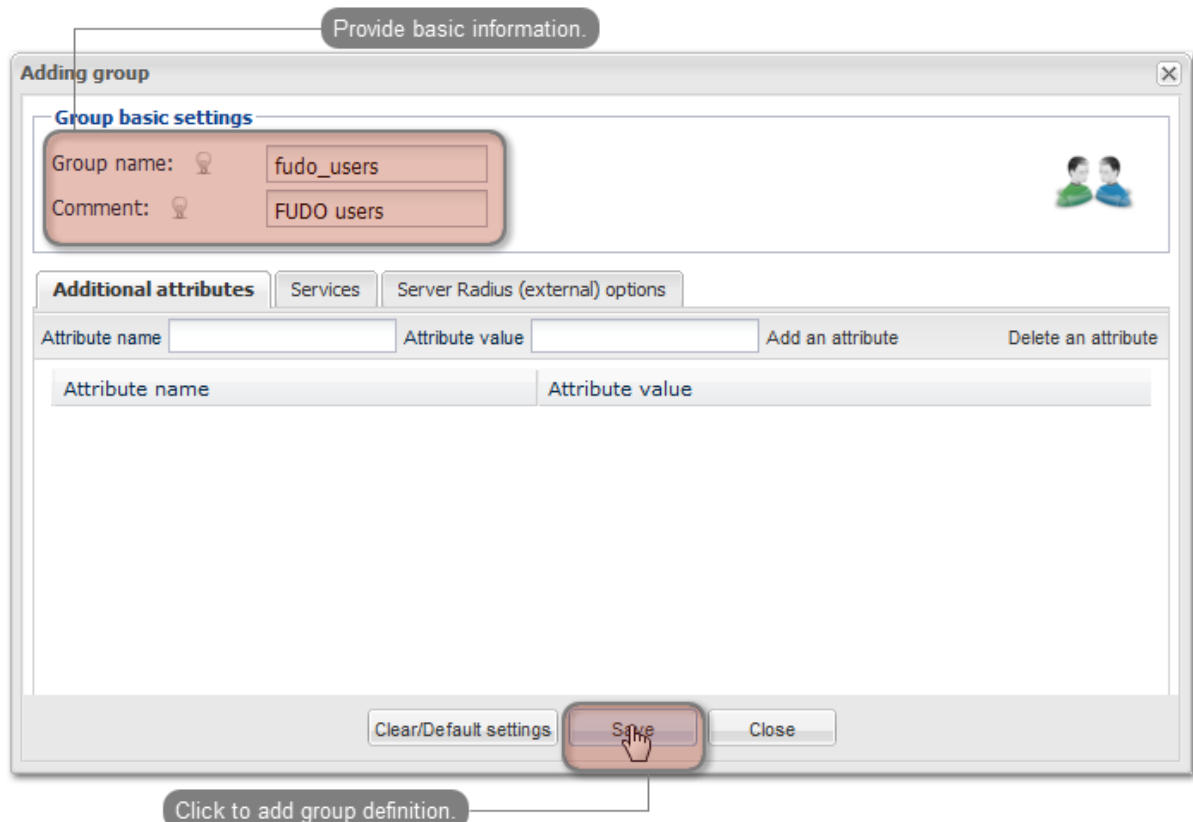 Provide basic information.
Adding group
Group basic settings
Group name: fudo_users
Comment: FUDO users
Additional attributes Services Server Radius (external) options
Attribute name Attribute value Add an attribute Delete an attribute
Attribute name Attribute value
Clear/Default settings Save Close
Click to add group definition.